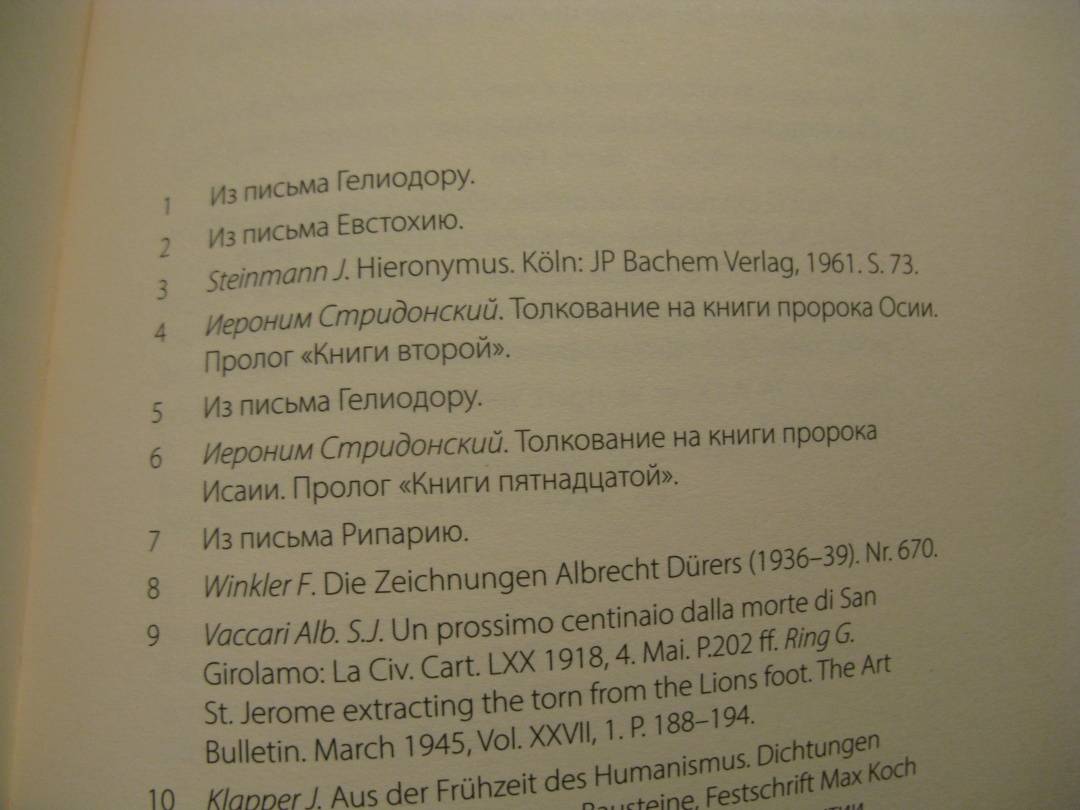 1 Из письма Гелиодору.
2 Из письма Евстохию.
3 Steinmann J. Hieronymus. Köln: JP Bachem Verlag, 1961. S. 73.
4 Иероним Стридонский. Толкование на книги пророка Осии.
Пролог «Книги второй».
5 Из письма Гелиодору.
6 Иероним Стридонский. Толкование на книги пророка
Исаии. Пролог «Книги пятнадцатой».
7 Из письма Рипарию.
8 Winkler F. Die Zeichnungen Albrecht Dürers (1936–39). Nr. 670.
9 Vaccari Alb. S.J. Un prossimo centinaio dalla morte di San
Girolamo: La Civ. Cart. LXX 1918, 4. Mai. P.202 ff. Ring G.
St. Jerome extracting the torn from the Lions foot. The Art
Bulletin. March 1945, Vol. XXVII, 1. P. 188–194.
10 Klapper J. Aus der Frühzeit des Humanismus. Dichtungen
Bausteine, Festschrift Max Koch